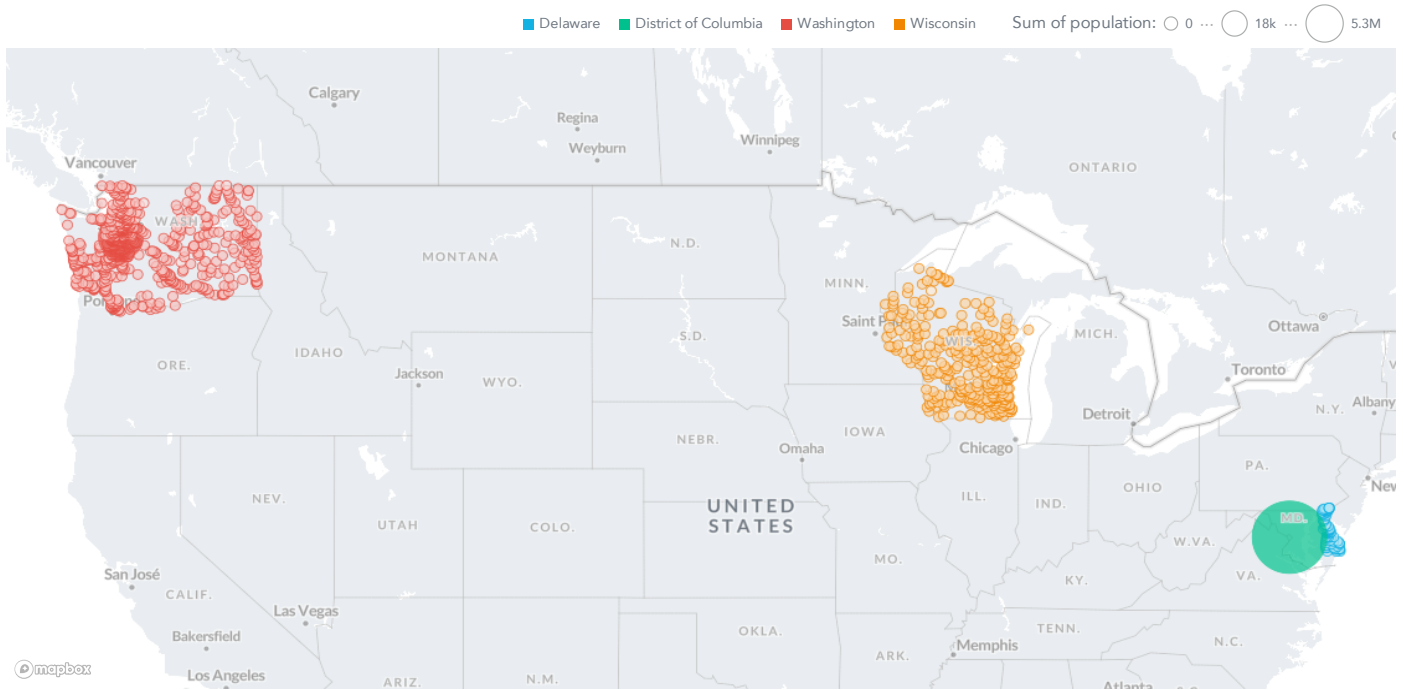 Delaware District of Columbia Washington Wisconsin Sum of population: 0 ··· 18k ··· 5.3M
Calgary
Regina
Winnipeg
Weyburn
Vancouver
ONTARIO
WASH.
N.D.
MONTANA
MINN.
Portland
Saint P
Ottawa
MICH.
S.D.
WIS.
IDAHO
ORE.
Toronto
Jackson
WYO.
Albany
N.Y.
Detroit
IOWA
NEBR.
Omaha
Chicago
PA.
New
OHIO
NEV.
ILL.
IND.
UNITED
STATES
MD.
UTAH
COLO.
W.VA.
MO.
San José
VA.
KY.
CALIF.
Las Vegas
TENN.
OKLA.
Bakersfield
N.C.
Memphis
ARK.
mapbox
Los Angeles
N.M.
ARIZ.
Atlanta